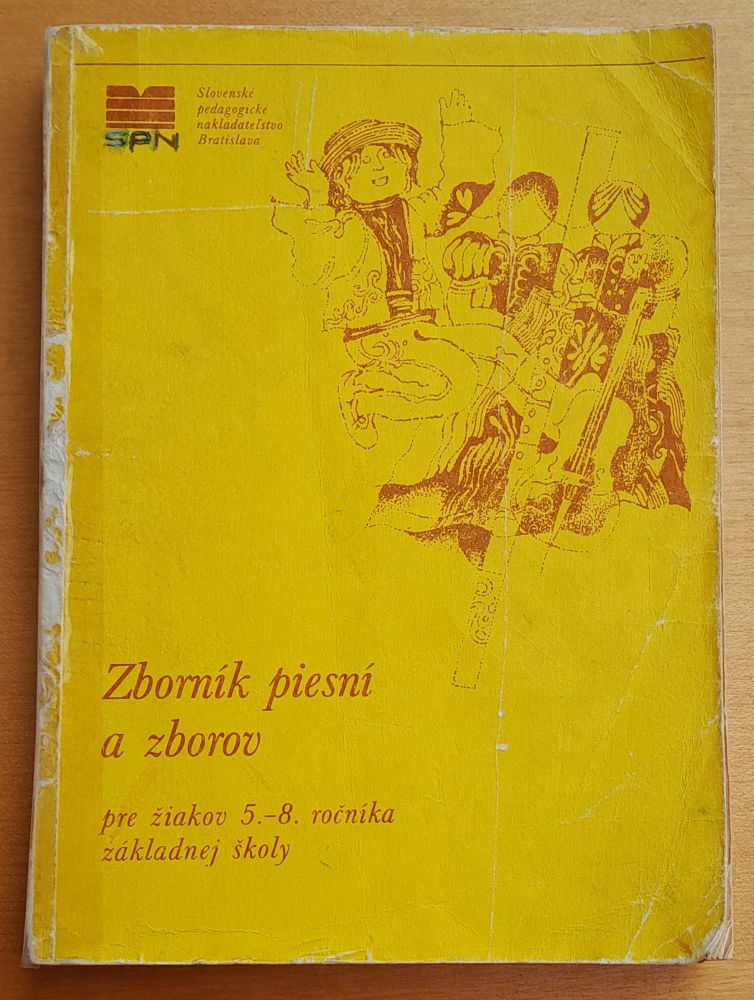 SPN
Slovenské
pedagogické
nakladateľstvo
Bratislava
Zborník piesní
a zborov
pre žiakov 5.-8. ročníka
základnej školy